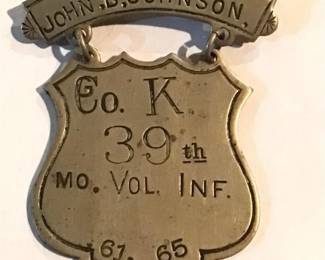 JOHN.B.JOHNSON,
Co. K
39th
MO. VOL. INF.
61, 65